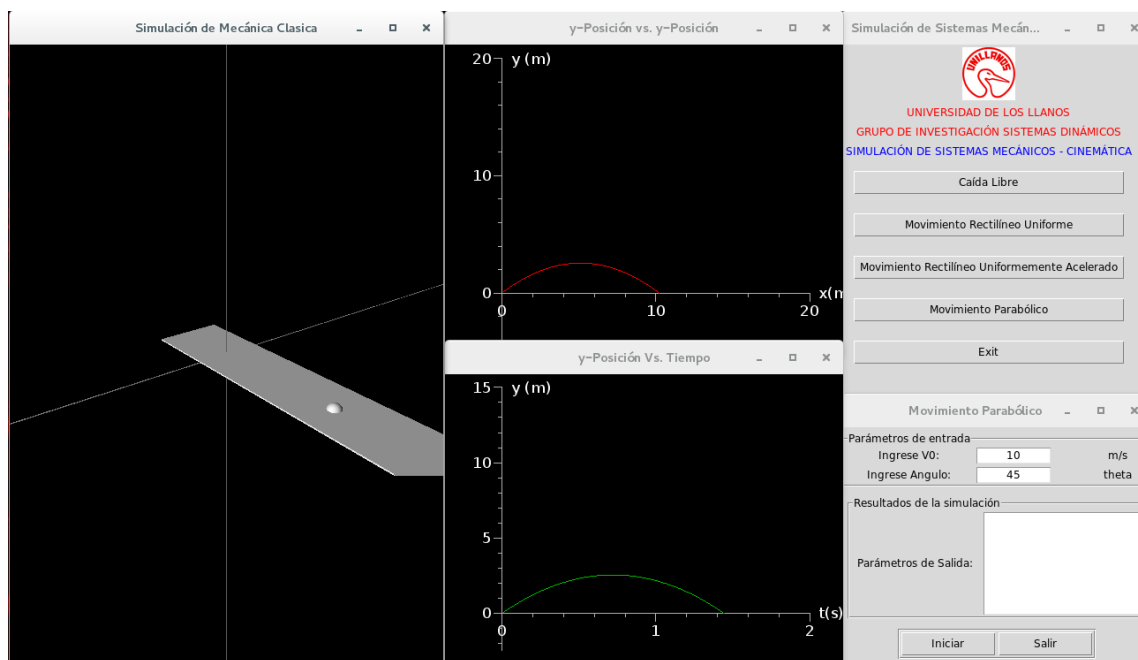 Simulación de Mecánica Clasica
y-Posición vs. y-Posición
20
y (m)
10
0
x(m
0
10
20
y-Posición Vs. Tiempo
15
y (m)
10
5
0
t(s)
0
1
2
Simulación de Sistemas Mecán...
UNILLANOS
UNIVERSIDAD DE LOS LLANOS
GRUPO DE INVESTIGACIÓN SISTEMAS DINÁMICOS
SIMULACIÓN DE SISTEMAS MECÁNICOS - CINEMÁTICA
Caída Libre
Movimiento Rectilíneo Uniforme
Movimiento Rectilíneo Uniformemente Acelerado
Movimiento Parabólico
Exit
Movimiento Parabólico
Parámetros de entrada
Ingrese V0: 10 m/s
Ingrese Angulo: 45 theta
Resultados de la simulación
Parámetros de Salida:
Iniciar Salir